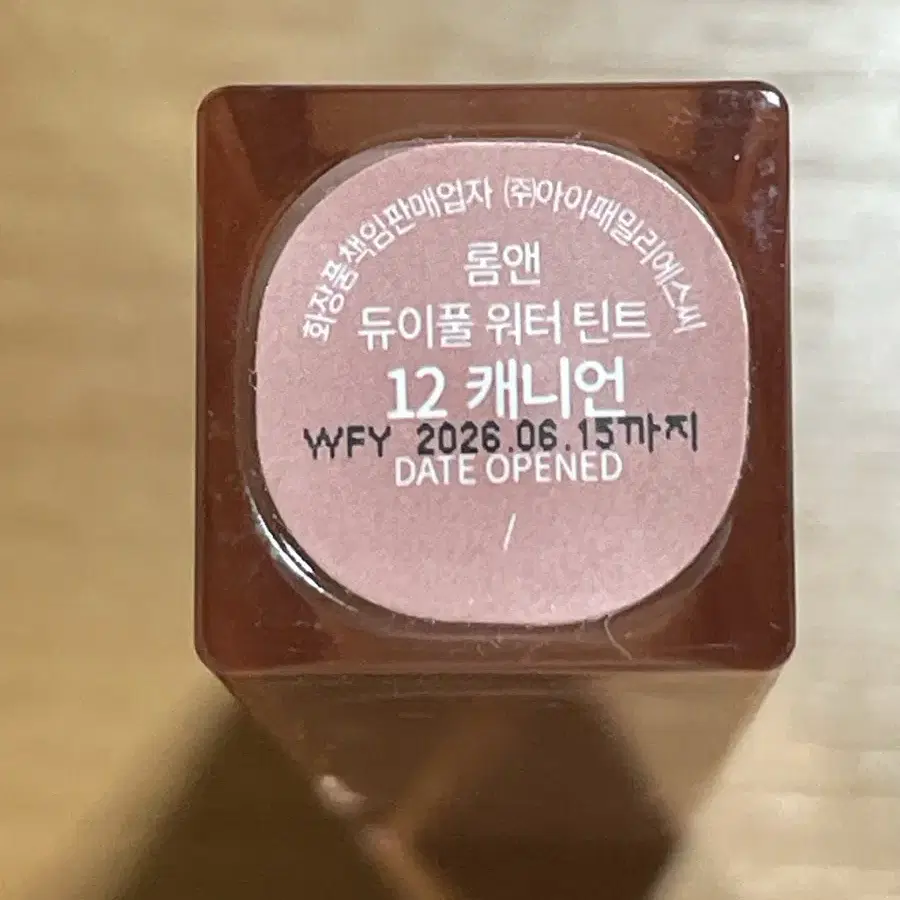 화장품책임판매업자 (주)아이패밀리에스씨
롬앤
듀이풀 워터 틴트
12 캐니언
WFY 2026.06.15까지
DATE OPENED
/